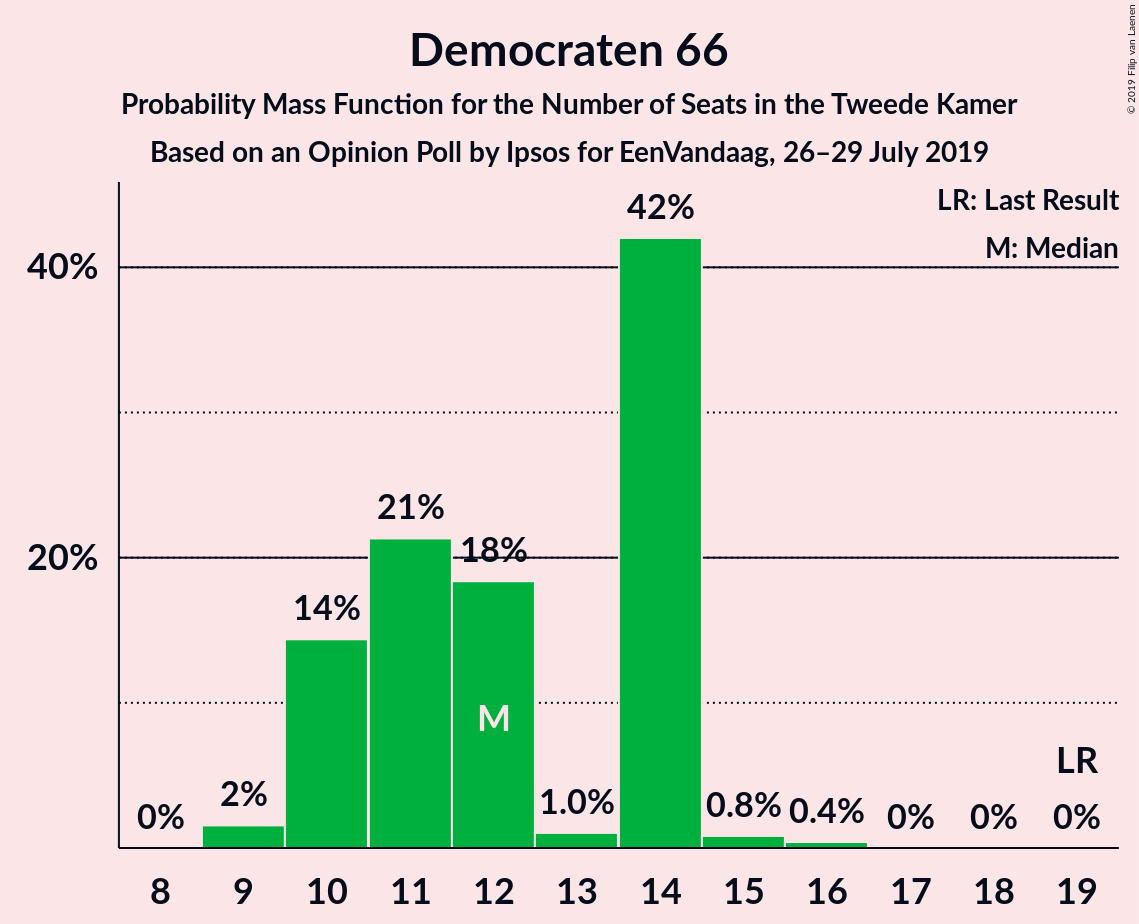 Democraten 66
Probability Mass Function for the Number of Seats in the Tweede Kamer
Based on an Opinion Poll by Ipsos for EenVandaag, 26–29 July 2019
© 2019 Filip van Laenen
LR: Last Result
M: Median
40%
20%
0%
2%
14%
21%
18%
1.0%
42%
0.8%
0.4%
0%
0%
0%
M
LR
8 9 10 11 12 13 14 15 16 17 18 19